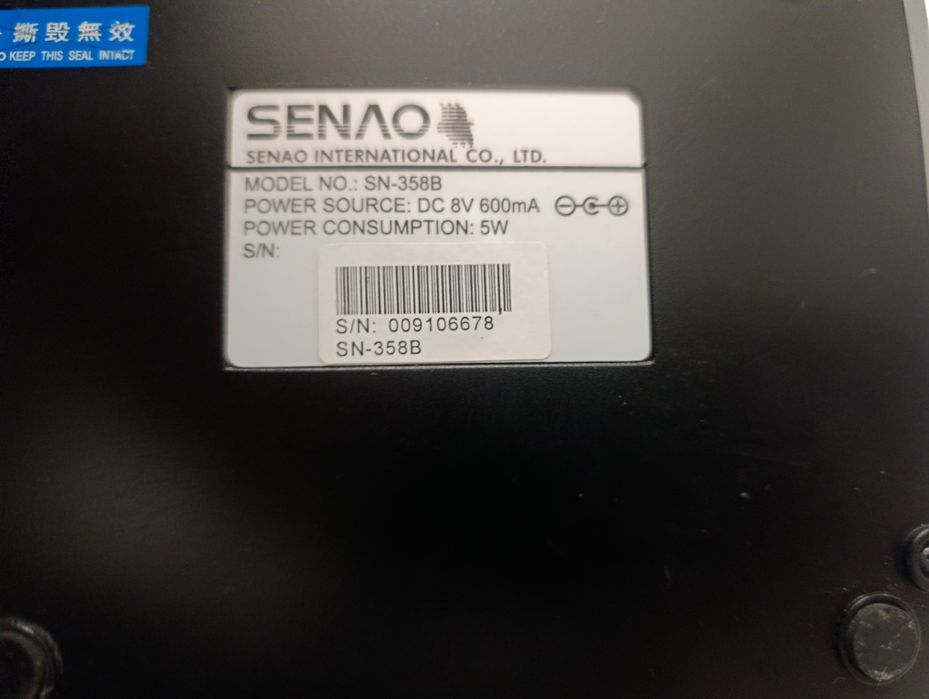 撕毀無效
KEEP THIS SEAL INTACT
SENAO
SENAO INTERNATIONAL CO., LTD.
MODEL NO.: SN-358B
POWER SOURCE: DC 8V 600mA
POWER CONSUMPTION: 5W
S/N:
S/N: 009106678
SN-358B